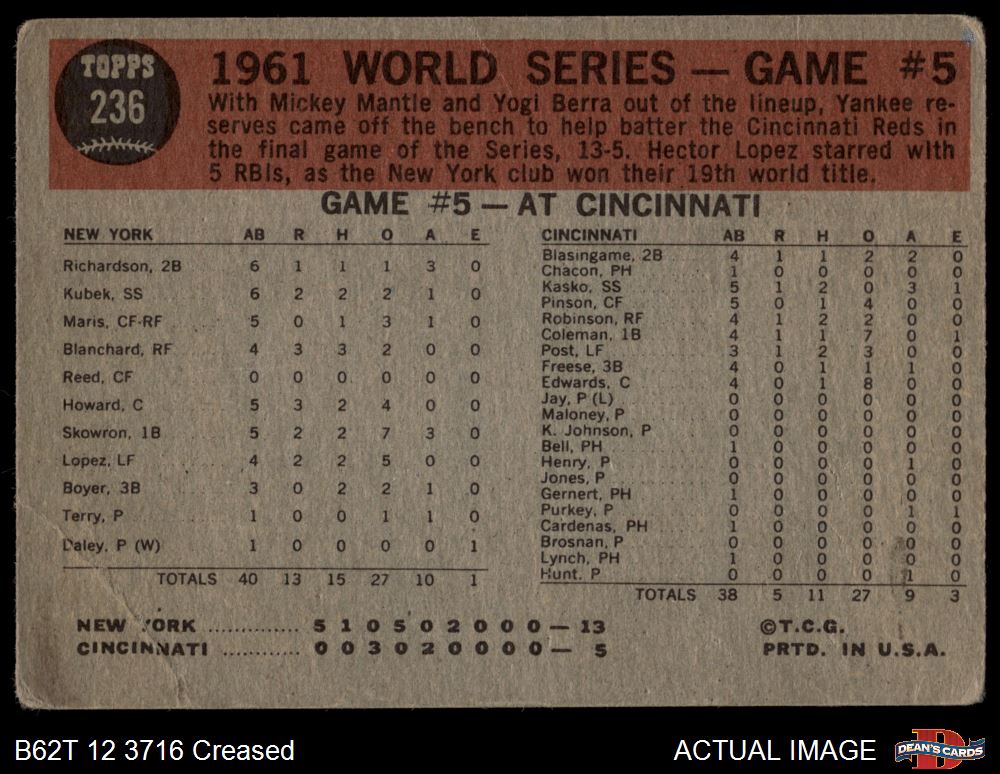 TOPPS
236
1961 WORLD SERIES — GAME #5
With Mickey Mantle and Yogi Berra out of the lineup, Yankee re-
serves came off the bench to help batter the Cincinnati Reds in
the final game of the Series, 13-5. Hector Lopez starred with
5 RBIs, as the New York club won their 19th world title.
GAME #5 — AT CINCINNATI
NEW YORK AB R H O A E
Richardson, 2B 6 1 1 1 3 0
Kubek, SS 6 2 2 2 1 0
Maris, CF-RF 5 0 1 3 1 0
Blanchard, RF 4 3 3 2 0 0
Reed, CF 0 0 0 0 0 0
Howard, C 5 3 2 4 0 0
Skowron, 1B 5 2 2 7 3 0
Lopez, LF 4 2 2 5 0 0
Boyer, 3B 3 0 2 2 1 0
Terry, P 1 0 0 1 1 0
Daley, P (W) 1 0 0 0 0 1
TOTALS 40 13 15 27 10 1
CINCINNATI AB R H O A E
Blasingame, 2B 4 1 1 2 2 0
Chacon, PH 1 0 0 0 0 0
Kasko, SS 5 1 2 0 3 1
Pinson, CF 5 0 1 4 0 0
Robinson, RF 4 1 2 2 0 0
Coleman, 1B 4 1 1 7 0 1
Post, LF 3 1 2 3 0 0
Freese, 3B 4 0 1 1 1 0
Edwards, C 4 0 1 8 0 0
Jay, P (L) 0 0 0 0 0 0
Maloney, P 0 0 0 0 0 0
K. Johnson, P 0 0 0 0 0 0
Bell, PH 1 0 0 0 0 0
Henry, P 0 0 0 0 1 0
Jones, P 0 0 0 0 0 0
Gernert, PH 1 0 0 0 0 0
Purkey, P 0 0 0 0 1 1
Cardenas, PH 1 0 0 0 0 0
Brosnan, P 0 0 0 0 0 0
Lynch, PH 1 0 0 0 0 0
Hunt. P 0 0 0 0 1 0
TOTALS 38 5 11 27 9 3
NEW YORK .............. 5 1 0 5 0 2 0 0 0 — 13
CINCINNATI ............ 0 0 3 0 2 0 0 0 0 — 5
©T.C.G.
PRTD. IN U.S.A.
B62T 12 3716 Creased
ACTUAL IMAGE
D
DEAN'S CARDS